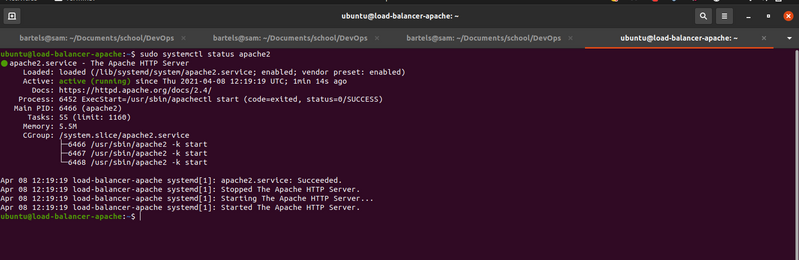 ubuntu@load-balancer-apache: ~
bartels@sam: ~/Documents/school/DevOps
bartels@sam: ~/Documents/school/DevOps
bartels@sam: ~/Documents/school/DevOps
ubuntu@load-balancer-apache: ~
ubuntu@load-balancer-apache:~$ sudo systemctl status apache2
● apache2.service - The Apache HTTP Server
Loaded: loaded (/lib/systemd/system/apache2.service; enabled; vendor preset: enabled)
Active: active (running) since Thu 2021-04-08 12:19:19 UTC; 1min 14s ago
Docs: https://httpd.apache.org/docs/2.4/
Process: 6452 ExecStart=/usr/sbin/apachectl start (code=exited, status=0/SUCCESS)
Main PID: 6466 (apache2)
Tasks: 55 (limit: 1160)
Memory: 5.5M
CGroup: /system.slice/apache2.service
├─6466 /usr/sbin/apache2 -k start
├─6467 /usr/sbin/apache2 -k start
└─6468 /usr/sbin/apache2 -k start
Apr 08 12:19:19 load-balancer-apache systemd[1]: apache2.service: Succeeded.
Apr 08 12:19:19 load-balancer-apache systemd[1]: Stopped The Apache HTTP Server.
Apr 08 12:19:19 load-balancer-apache systemd[1]: Starting The Apache HTTP Server...
Apr 08 12:19:19 load-balancer-apache systemd[1]: Started The Apache HTTP Server.
ubuntu@load-balancer-apache:~$